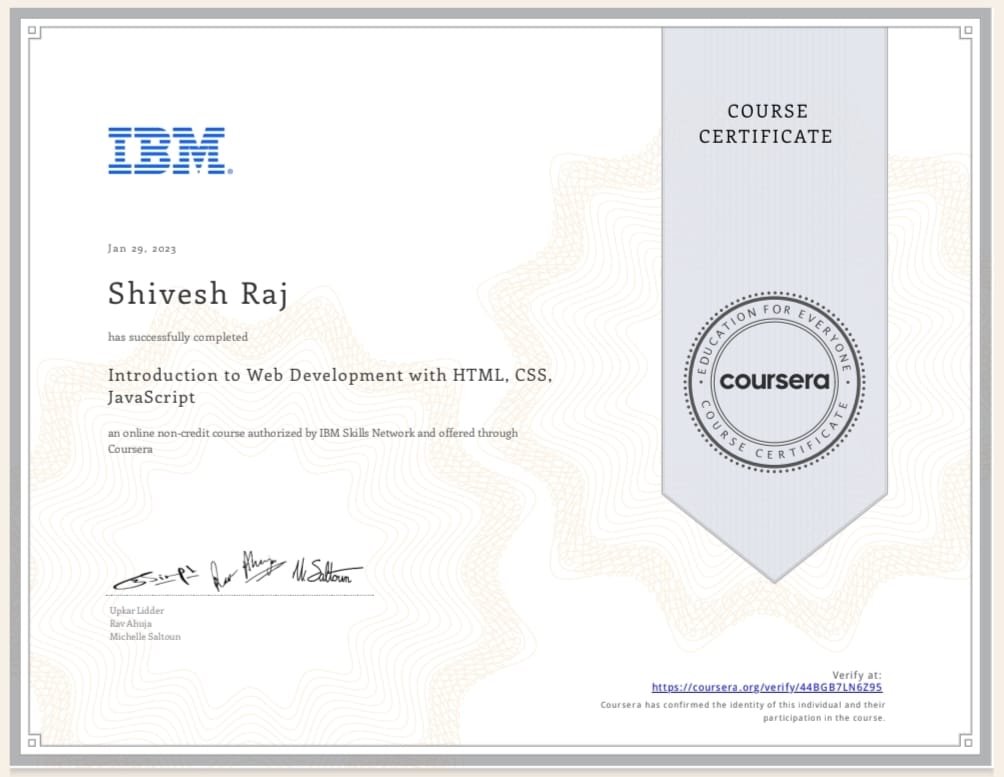 COURSE
CERTIFICATE
IBM®
Jan 29, 2023
Shivesh Raj
has successfully completed
Introduction to Web Development with HTML, CSS,
JavaScript
an online non-credit course authorized by IBM Skills Network and offered through
Coursera
EDUCATION FOR EVERYONE
coursera
COURSE CERTIFICATE
M. Saltoun
Upkar Lidder
Rav Ahuja
Michelle Saltoun
Verify at:
https://coursera.org/verify/44BGB7LN6Z95
Coursera has confirmed the identity of this individual and their
participation in the course.